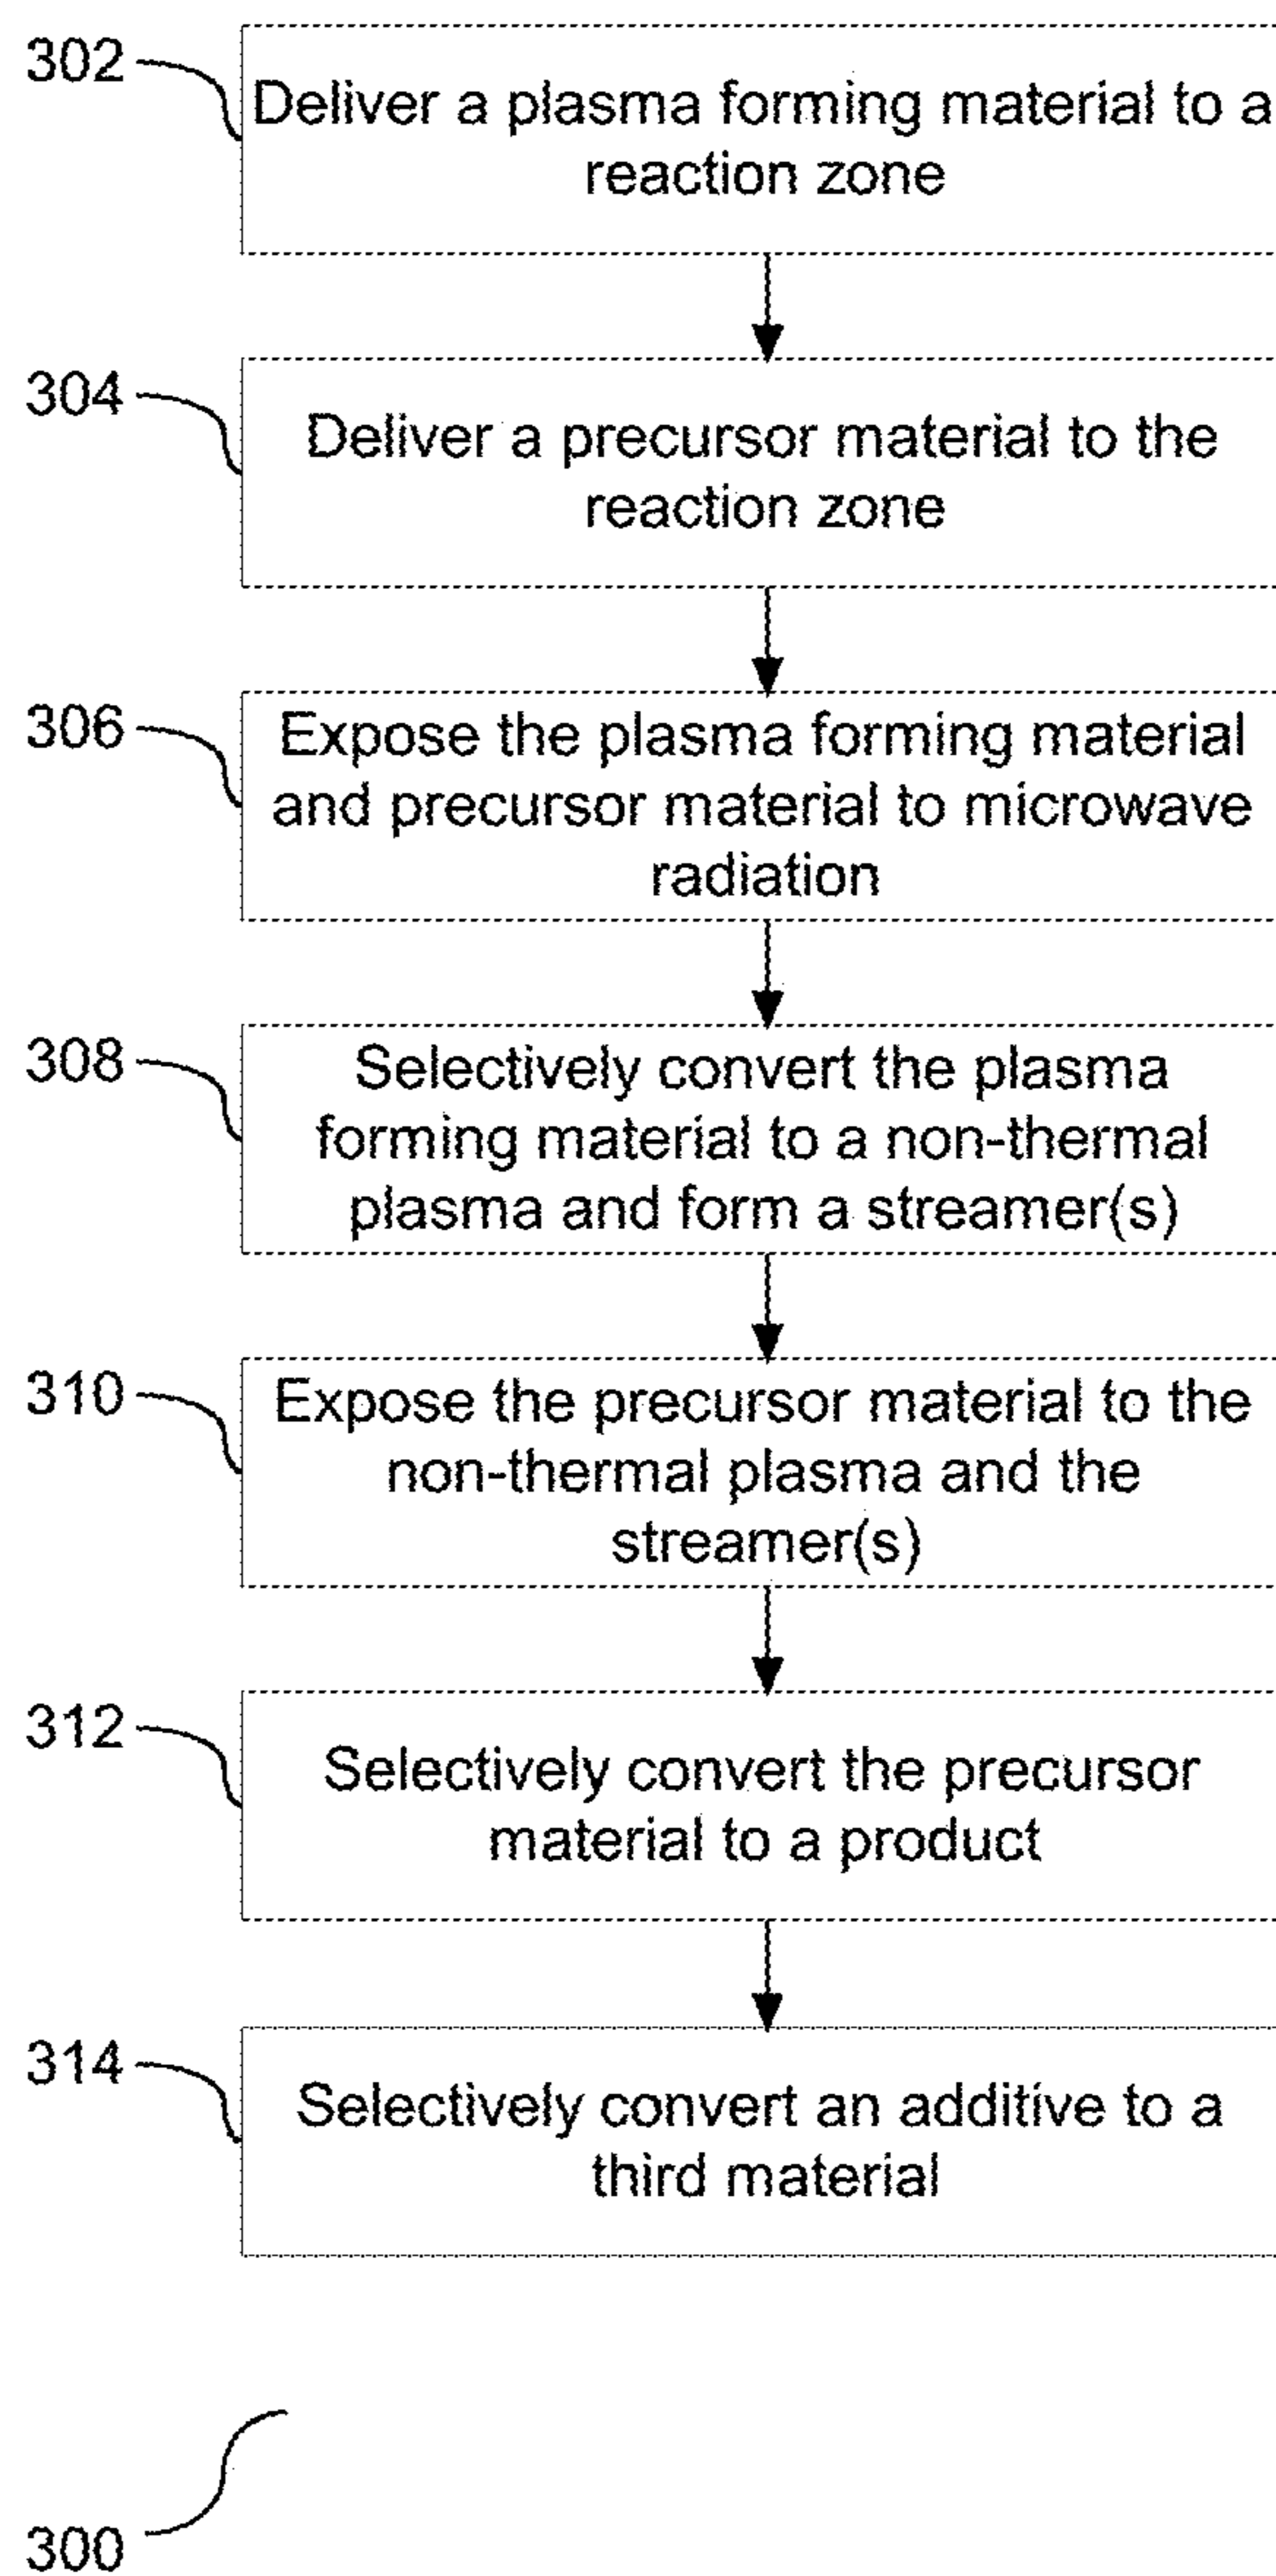 302
Deliver a plasma forming material to a
reaction zone
304
Deliver a precursor material to the
reaction zone
306
Expose the plasma forming material
and precursor material to microwave
radiation
308
Selectively convert the plasma
forming material to a non-thermal
plasma and form a streamer(s)
310
Expose the precursor material to the
non-thermal plasma and the
streamer(s)
312
Selectively convert the precursor
material to a product
314
Selectively convert an additive to a
third material
300